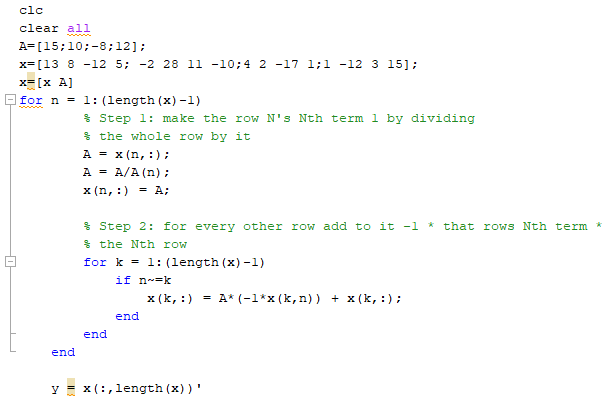 clc
clear all
A=[15;10;-8;12];
x=[13 8 -12 5; -2 28 11 -10;4 2 -17 1;1 -12 3 15];
x=[x A]
for n = 1:(length(x)-1)
% Step 1: make the row N's Nth term 1 by dividing
% the whole row by it
A = x(n,:);
A = A/A(n);
x(n,:) = A;
% Step 2: for every other row add to it -1 * that rows Nth term *
% the Nth row
for k = 1:(length(x)-1)
if n~=k
x(k,:) = A*(-1*x(k,n)) + x(k,:);
end
end
end
y = x(:,length(x))'